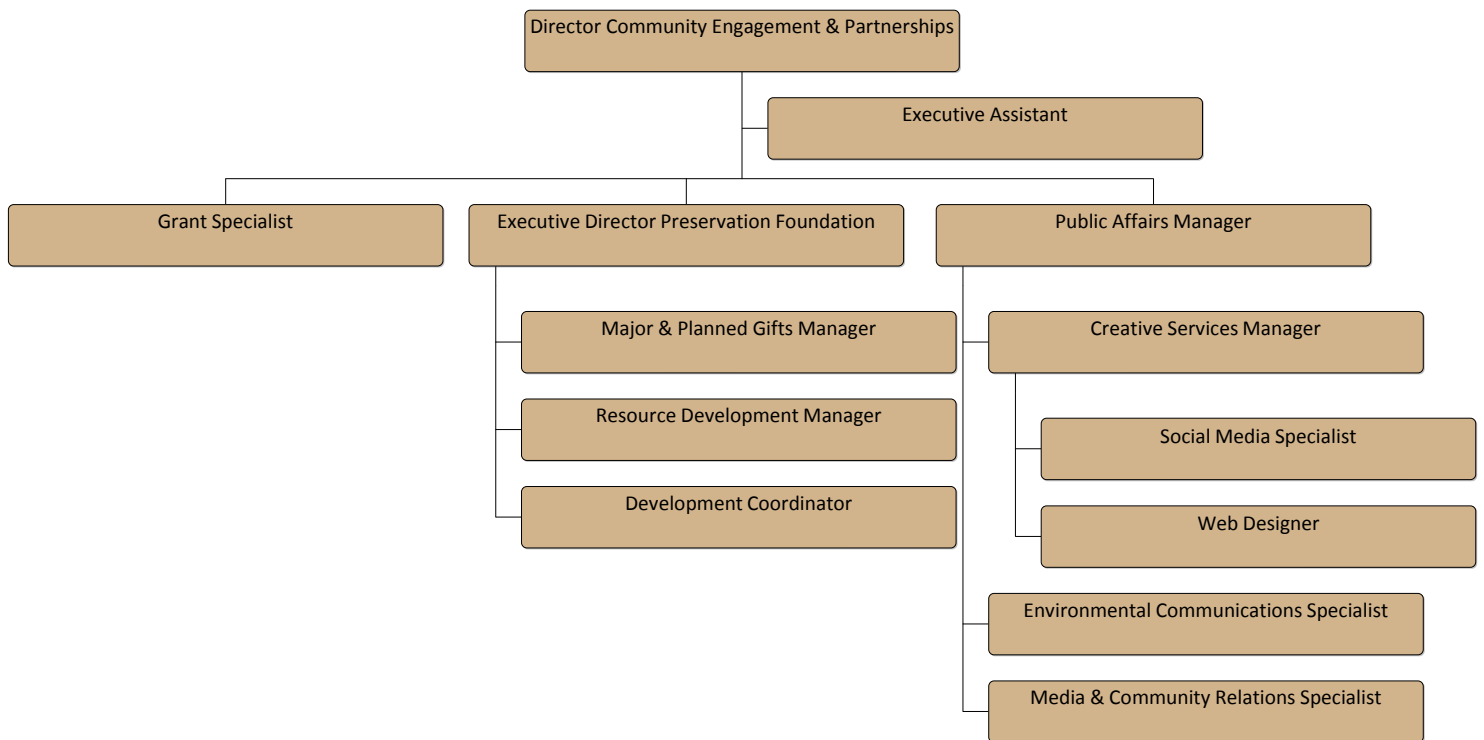 Director Community Engagement & Partnerships
Executive Assistant
Grant Specialist
Executive Director Preservation Foundation
Public Affairs Manager
Major & Planned Gifts Manager
Resource Development Manager
Development Coordinator
Creative Services Manager
Social Media Specialist
Web Designer
Environmental Communications Specialist
Media & Community Relations Specialist